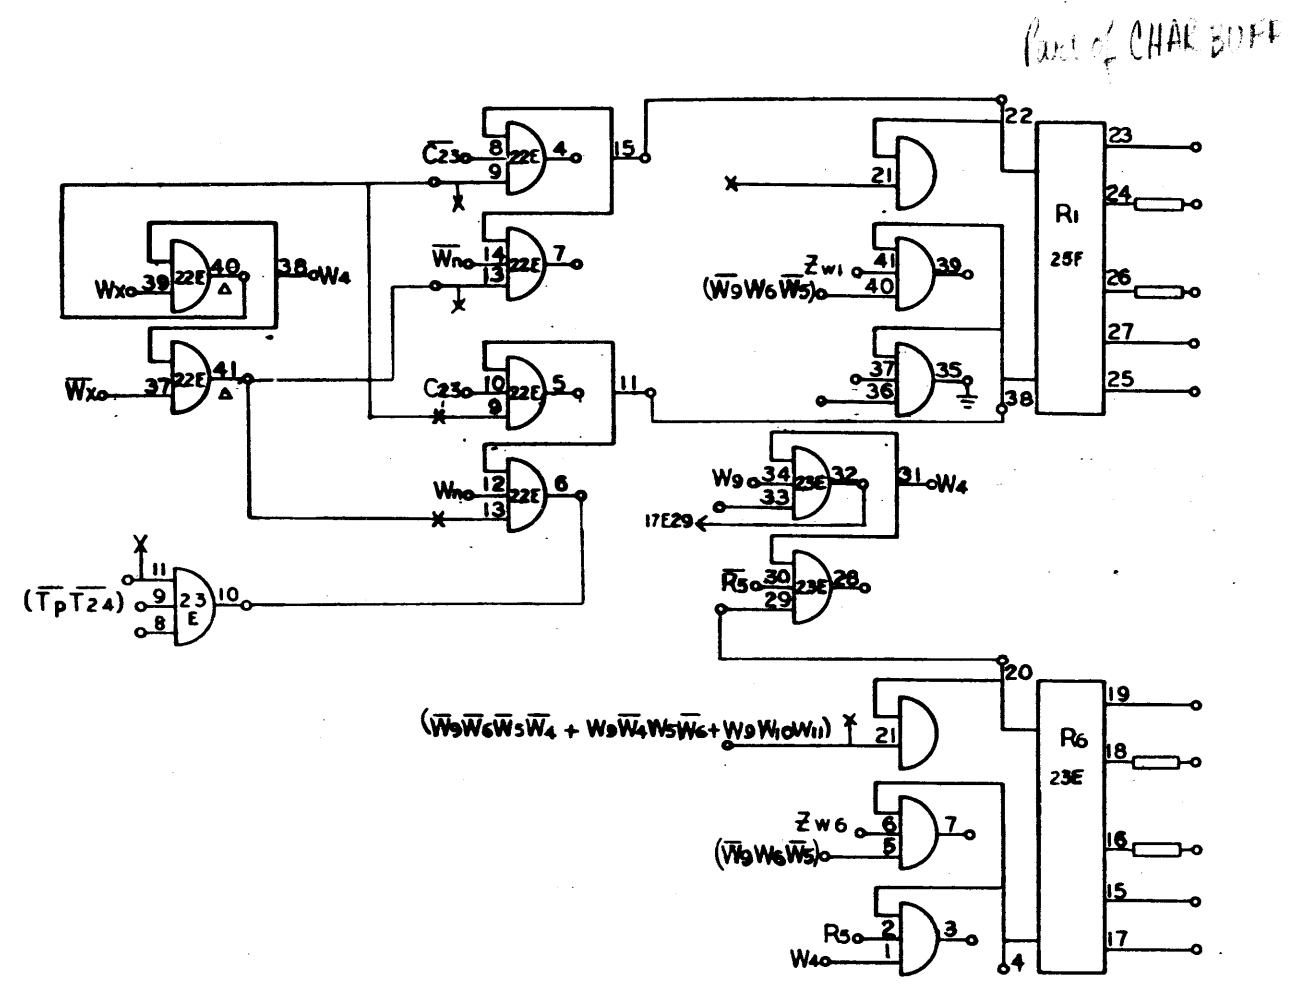 Part of CHAR BUFF
22
23
C̅2̅3̅ 8 22E 4 15
9
21
24
R1
25F
W̅n 14 22E 7
13
Wx 39 22E 40 Δ 38 W4
Zw1 41 39
(W̅9W6W̅5) 40
26
27
W̅x 37 22E 41 Δ
C23 10 22E 5 11
9
37 35
36
38
25
Wn 12 22E 6
13
W9 34 23E 32 31 W4
33
17E29
R̅5 30 23E 28
29
11
(T̅p T̅2̅4̅) 9 23E 10
8
20
19
(W̅9W̅6W̅5W̅4 + W9W̅4W5W̅6+ W9W10W11) 21
R6
23E
18
Zw6 6 7
(W̅9W6W̅5) 5
16
15
R5 2 3
W4 1
17
4